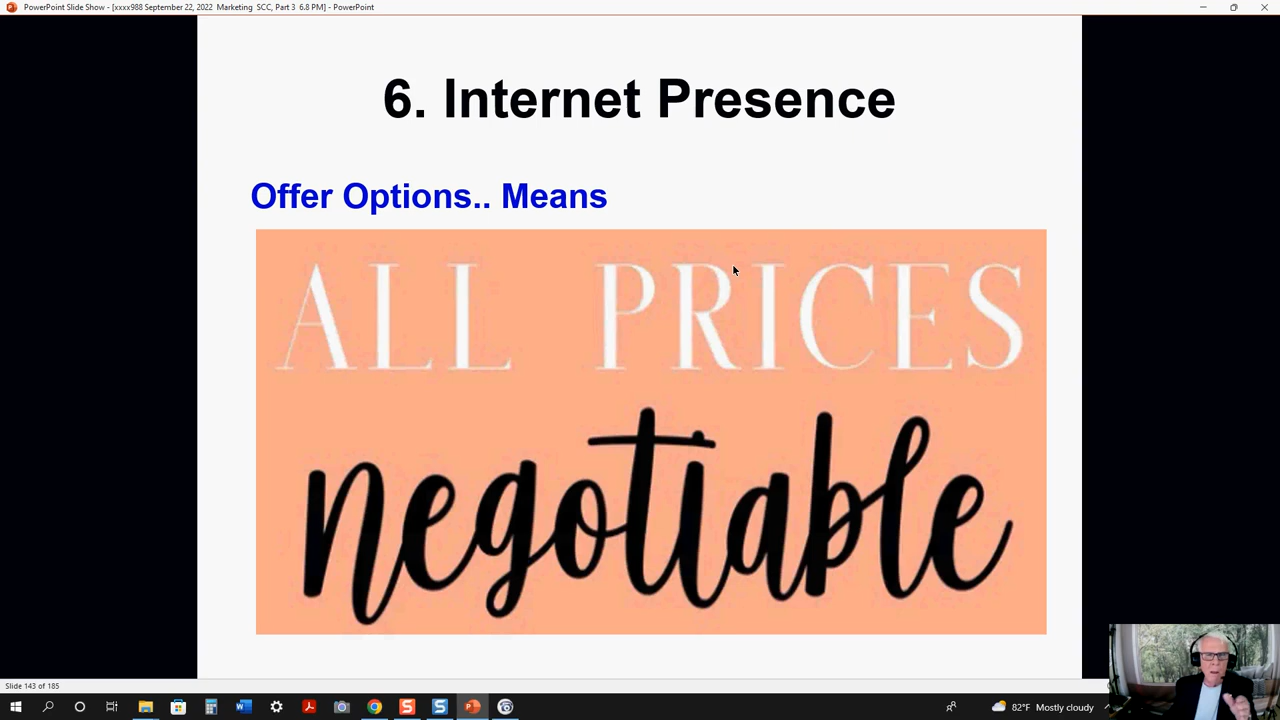 PowerPoint Slide Show - [xxxx988 September 22, 2022  Marketing  SCC, Part 3  6.8 PM] - PowerPoint
6. Internet Presence
Offer Options.. Means
ALL PRICES
negotiable
Slide 143 of 185
82°F Mostly cloudy